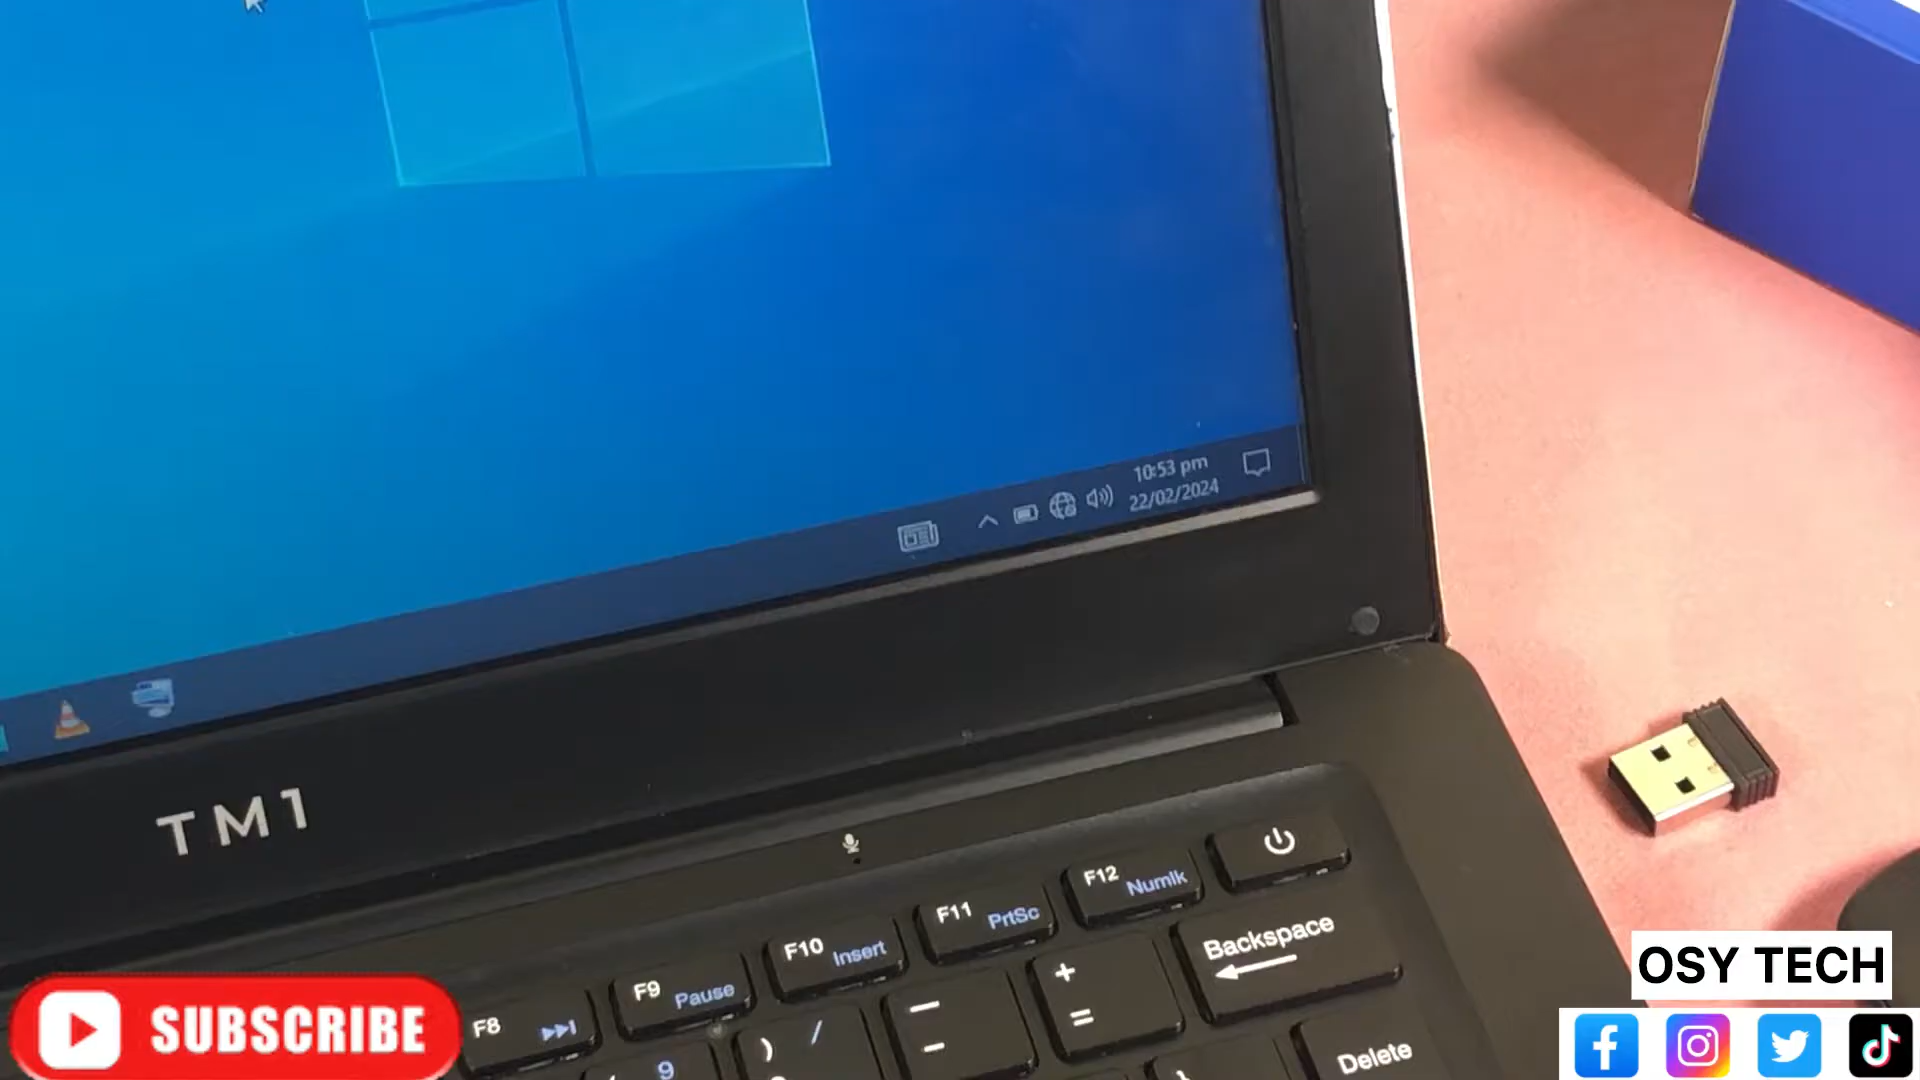 10:53 pm
22/02/2024
TM1
F12 Numlk
F11 PrtSc
F10 Insert
F9 Pause
F8
Backspace
+
=
–
-
) /
( 9
Delete
SUBSCRIBE
OSY TECH